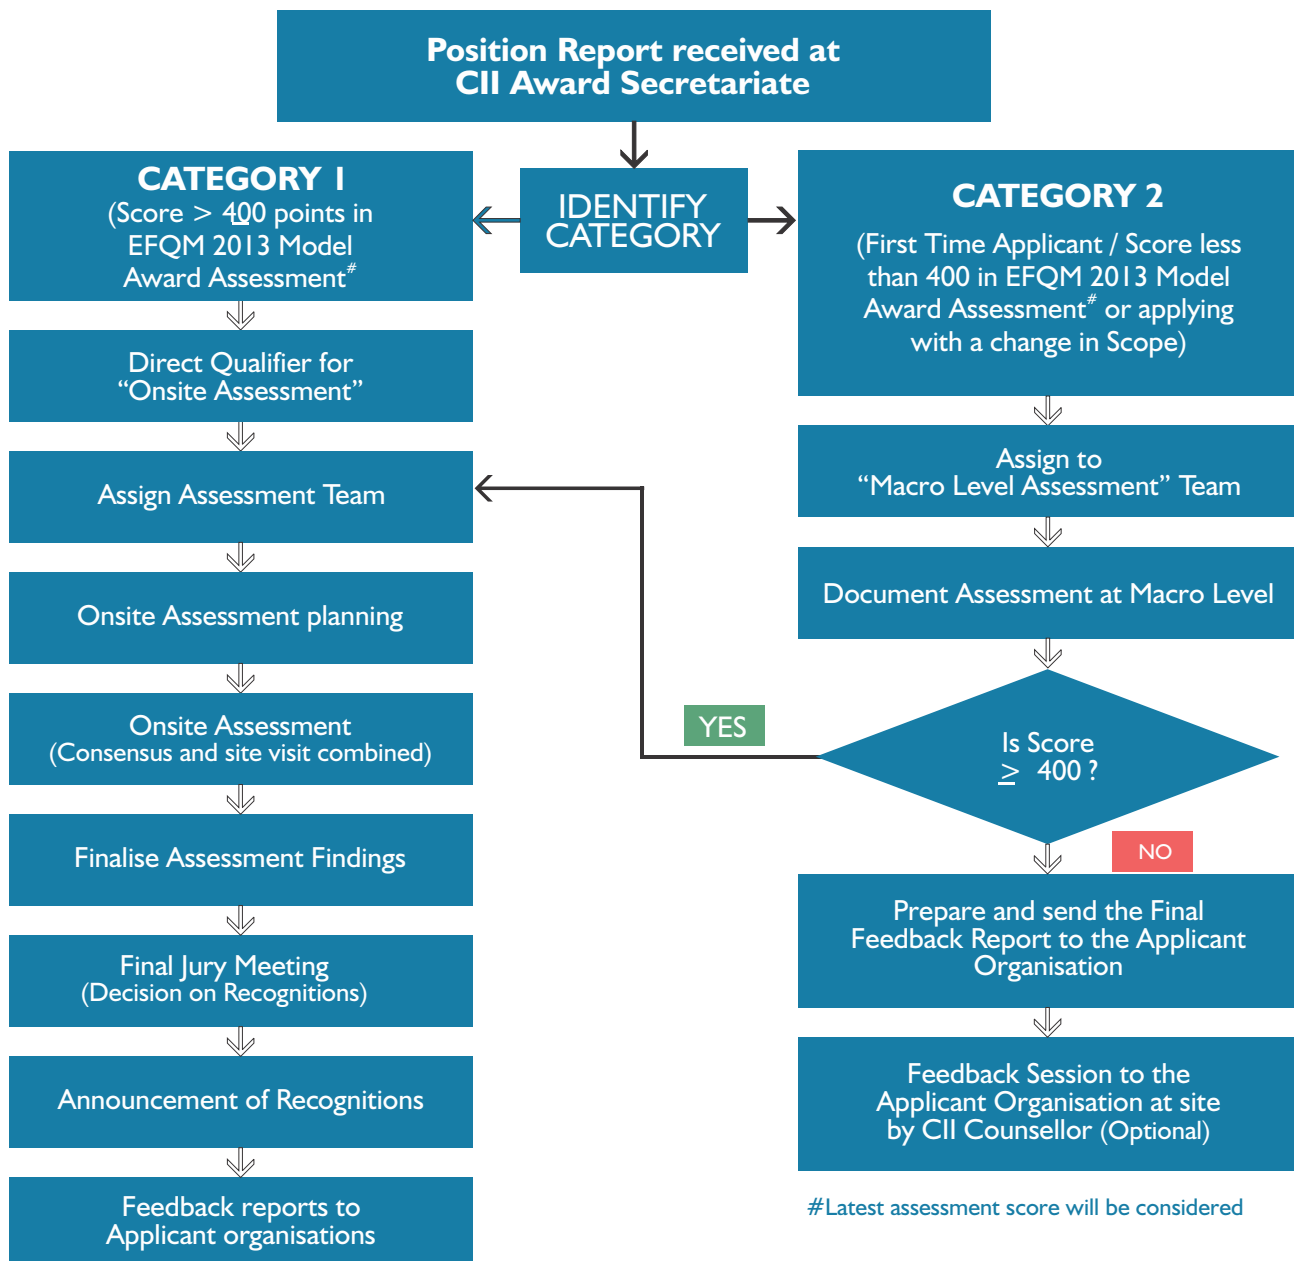 Position Report received at
CII Award Secretariate
IDENTIFY
CATEGORY
CATEGORY 1
(Score > 400 points in
EFQM 2013 Model
Award Assessment#
Direct Qualifier for
“Onsite Assessment”
Assign Assessment Team
Onsite Assessment planning
Onsite Assessment
(Consensus and site visit combined)
Finalise Assessment Findings
Final Jury Meeting
(Decision on Recognitions)
Announcement of Recognitions
Feedback reports to
Applicant organisations
CATEGORY 2
(First Time Applicant / Score less
than 400 in EFQM 2013 Model
Award Assessment# or applying
with a change in Scope)
Assign to
“Macro Level Assessment” Team
Document Assessment at Macro Level
Is Score
≥ 400 ?
YES
NO
Prepare and send the Final
Feedback Report to the Applicant
Organisation
Feedback Session to the
Applicant Organisation at site
by CII Counsellor (Optional)
#Latest assessment score will be considered